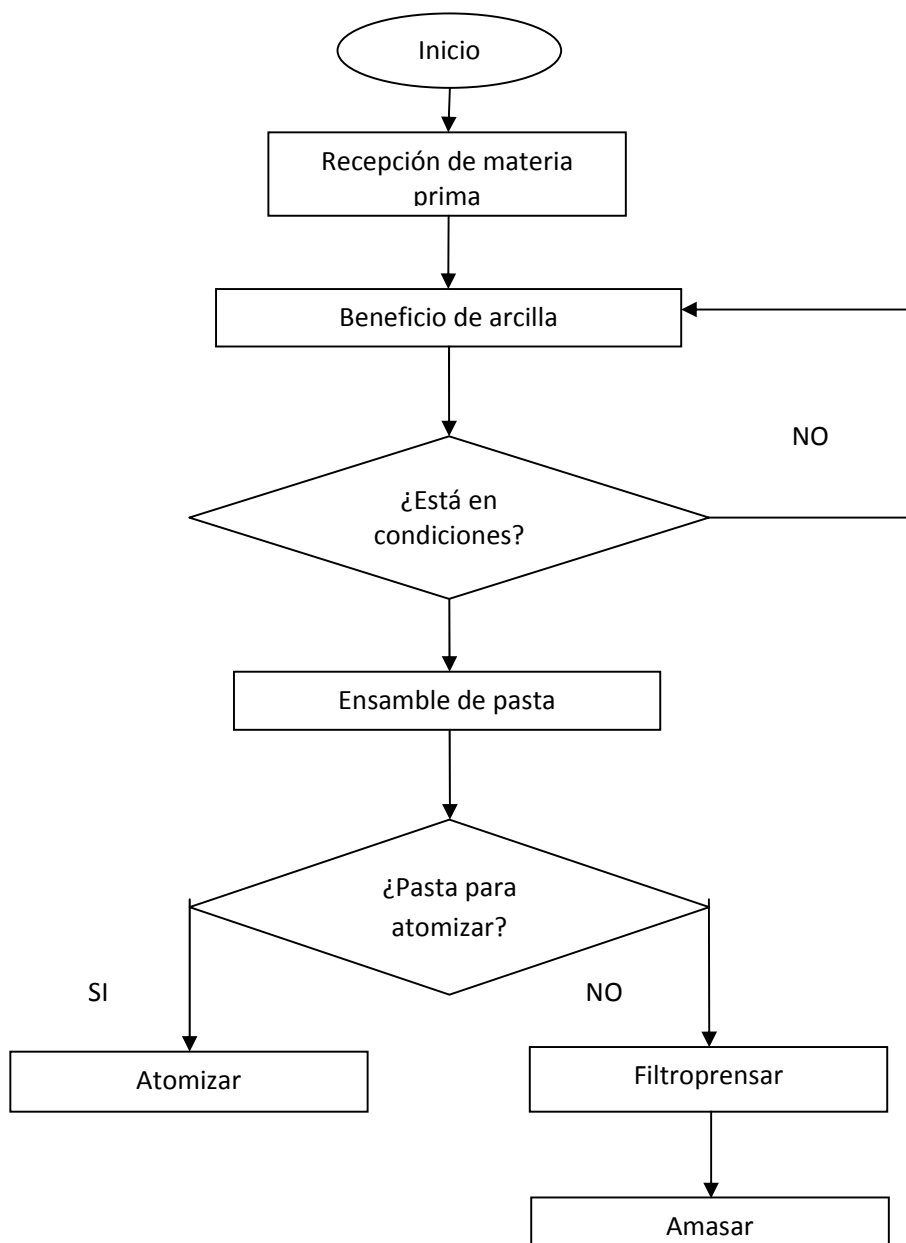 Inicio
Recepción de materia
prima
Beneficio de arcilla
NO
¿Está en
condiciones?
Ensamble de pasta
¿Pasta para
atomizar?
SI
NO
Atomizar
Filtroprensar
Amasar